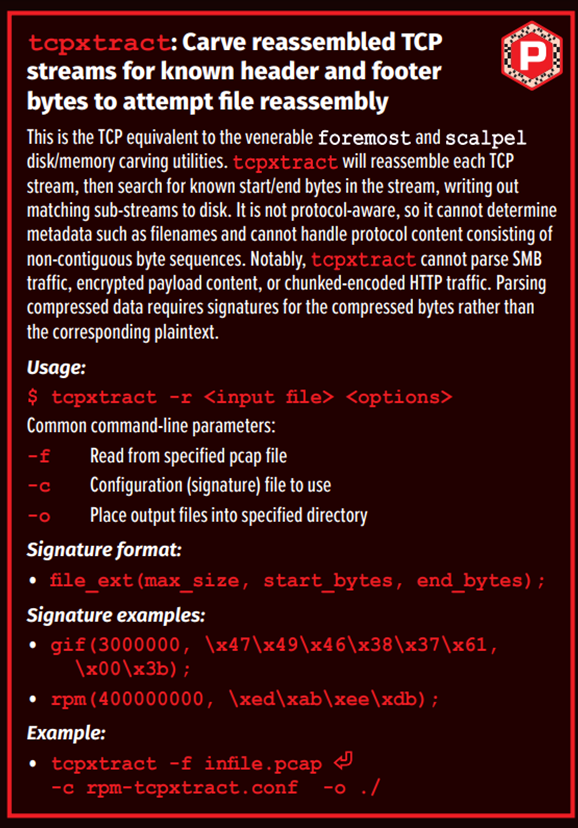 tcpxtract: Carve reassembled TCP
streams for known header and footer
bytes to attempt file reassembly
P
This is the TCP equivalent to the venerable foremost and scalpel
disk/memory carving utilities. tcpxtract will reassemble each TCP
stream, then search for known start/end bytes in the stream, writing out
matching sub-streams to disk. It is not protocol-aware, so it cannot determine
metadata such as filenames and cannot handle protocol content consisting of
non-contiguous byte sequences. Notably, tcpxtract cannot parse SMB
traffic, encrypted payload content, or chunked-encoded HTTP traffic. Parsing
compressed data requires signatures for the compressed bytes rather than
the corresponding plaintext.
Usage:
$ tcpxtract -r <input file> <options>
Common command-line parameters:
-f Read from specified pcap file
-c Configuration (signature) file to use
-o Place output files into specified directory
Signature format:
• file_ext(max_size, start_bytes, end_bytes);
Signature examples:
• gif(3000000, \x47\x49\x46\x38\x37\x61,
\x00\x3b);
• rpm(400000000, \xed\xab\xee\xdb);
Example:
• tcpxtract -f infile.pcap ⏎
-c rpm-tcpxtract.conf -o ./